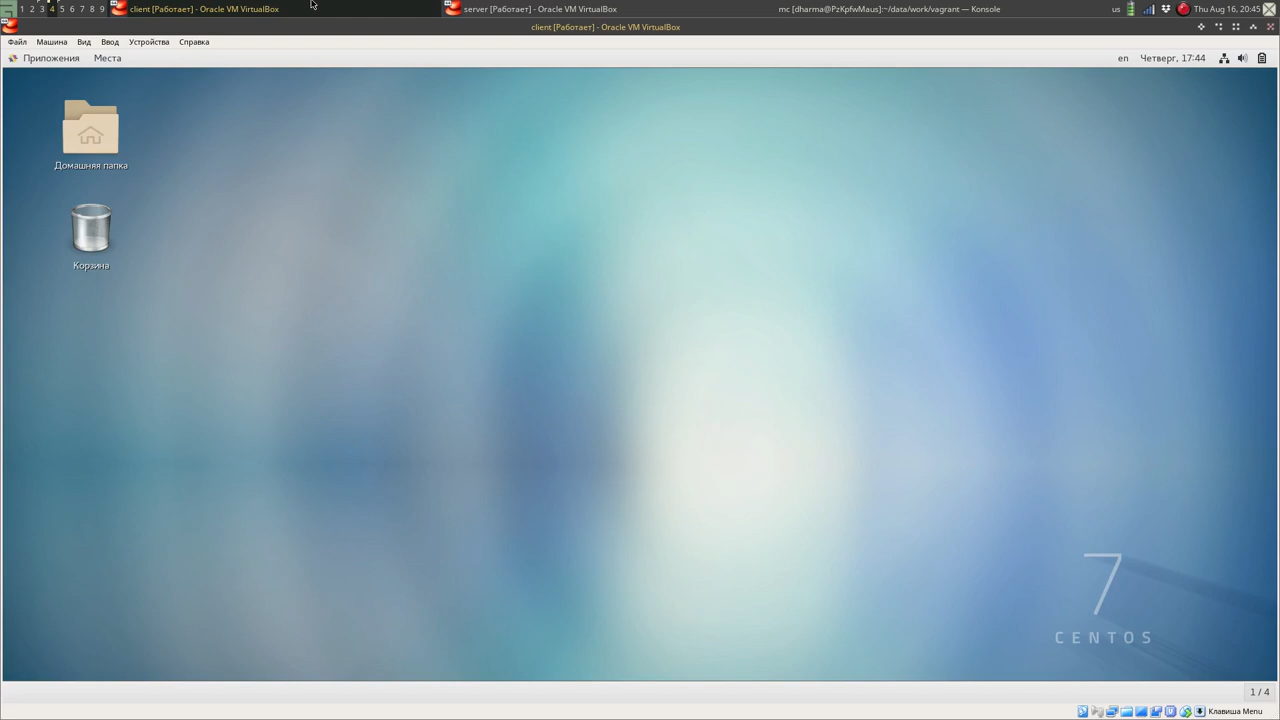 1 2 3 4 5 6 7 8 9 client [Работает] - Oracle VM VirtualBox server [Работает] - Oracle VM VirtualBox mc [dharma@PzKpfwMaus]:~/data/work/vagrant — Konsole us Thu Aug 16, 20:45
client [Работает] - Oracle VM VirtualBox
Файл Машина Вид Ввод Устройства Справка
Приложения Места en Четверг, 17:44
Домашняя папка
Корзина
7
CENTOS
1 / 4
Клавиша Menu